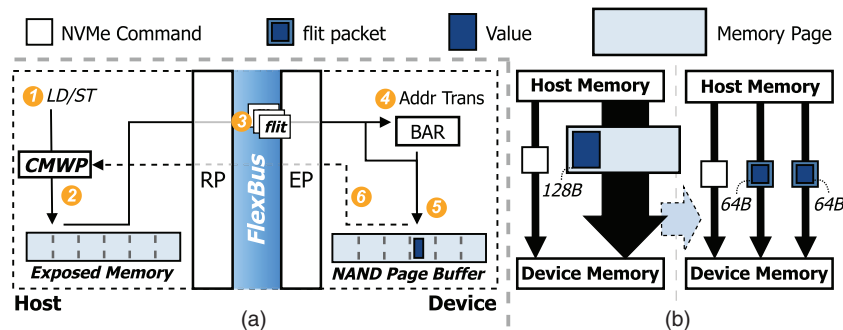 NVMe Command
flit packet
Value
Memory Page
1 LD/ST
CMWP
2
Exposed Memory
Host
RP
FlexBus
EP
3
flit
4 Addr Trans
BAR
6
5
NAND Page Buffer
Device
(a)
Host Memory
128B
Device Memory
Host Memory
64B
64B
Device Memory
(b)